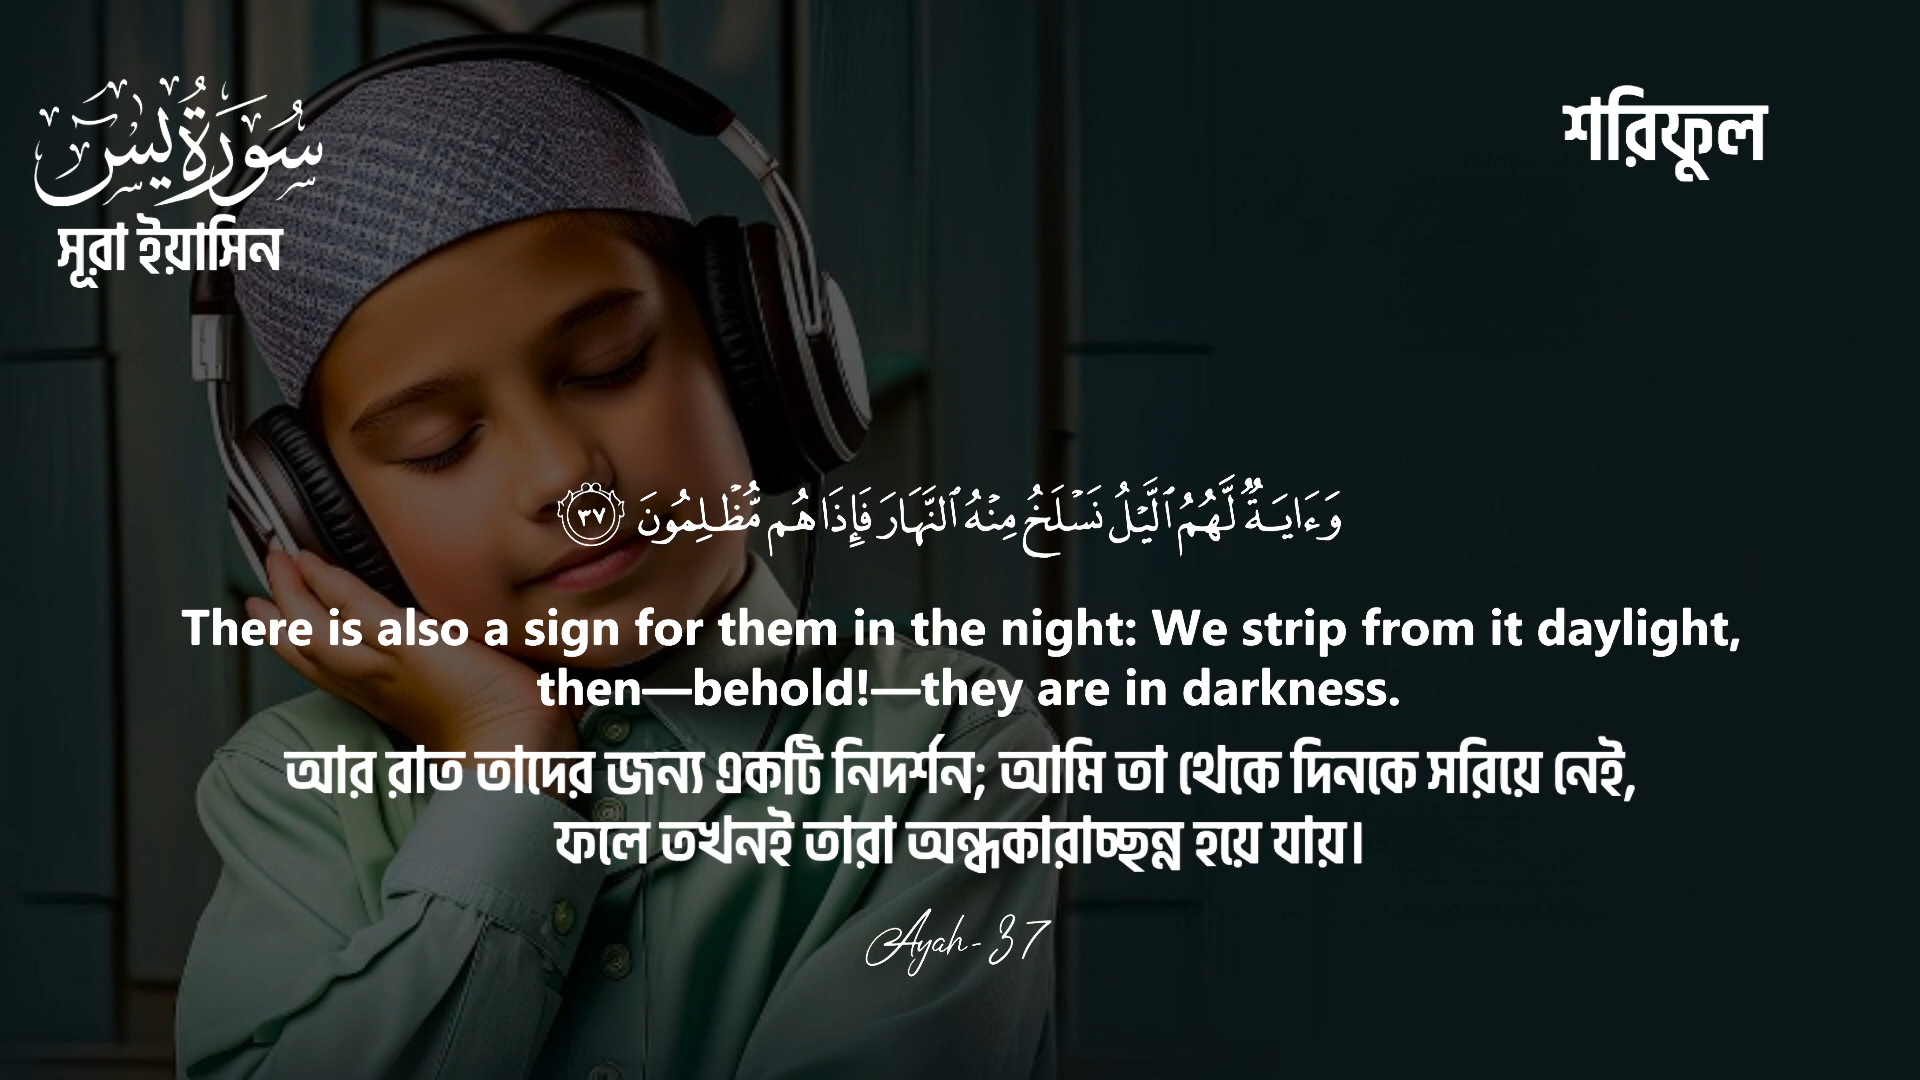 سُورَةُ يس
সূরা ইয়াসিন
শরিফুল
وَءَايَةٌ لَّهُمُ ٱلَّيْلُ نَسْلَخُ مِنْهُ ٱلنَّهَارَ فَإِذَا هُم مُّظْلِمُونَ ٣٧
There is also a sign for them in the night: We strip from it daylight,
then—behold!—they are in darkness.
আর রাত তাদের জন্য একটি নিদর্শন; আমি তা থেকে দিনকে সরিয়ে নেই,
ফলে তখনই তারা অন্ধকারাচ্ছন্ন হয়ে যায়।
Ayah-37